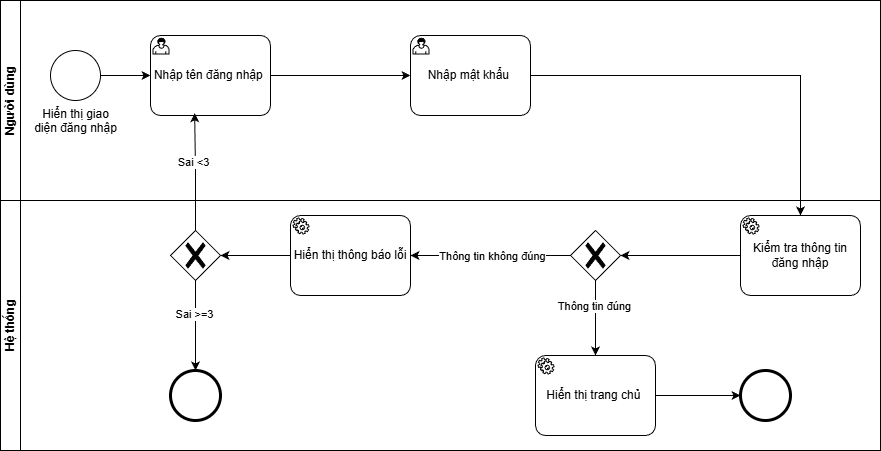 Người dùng
Hiển thị giao
diện đăng nhập
Nhập tên đăng nhập
Nhập mật khẩu
Sai <3
Hệ thống
Hiển thị thông báo lỗi
Thông tin không đúng
Kiểm tra thông tin
đăng nhập
Sai >=3
Thông tin đúng
Hiển thị trang chủ